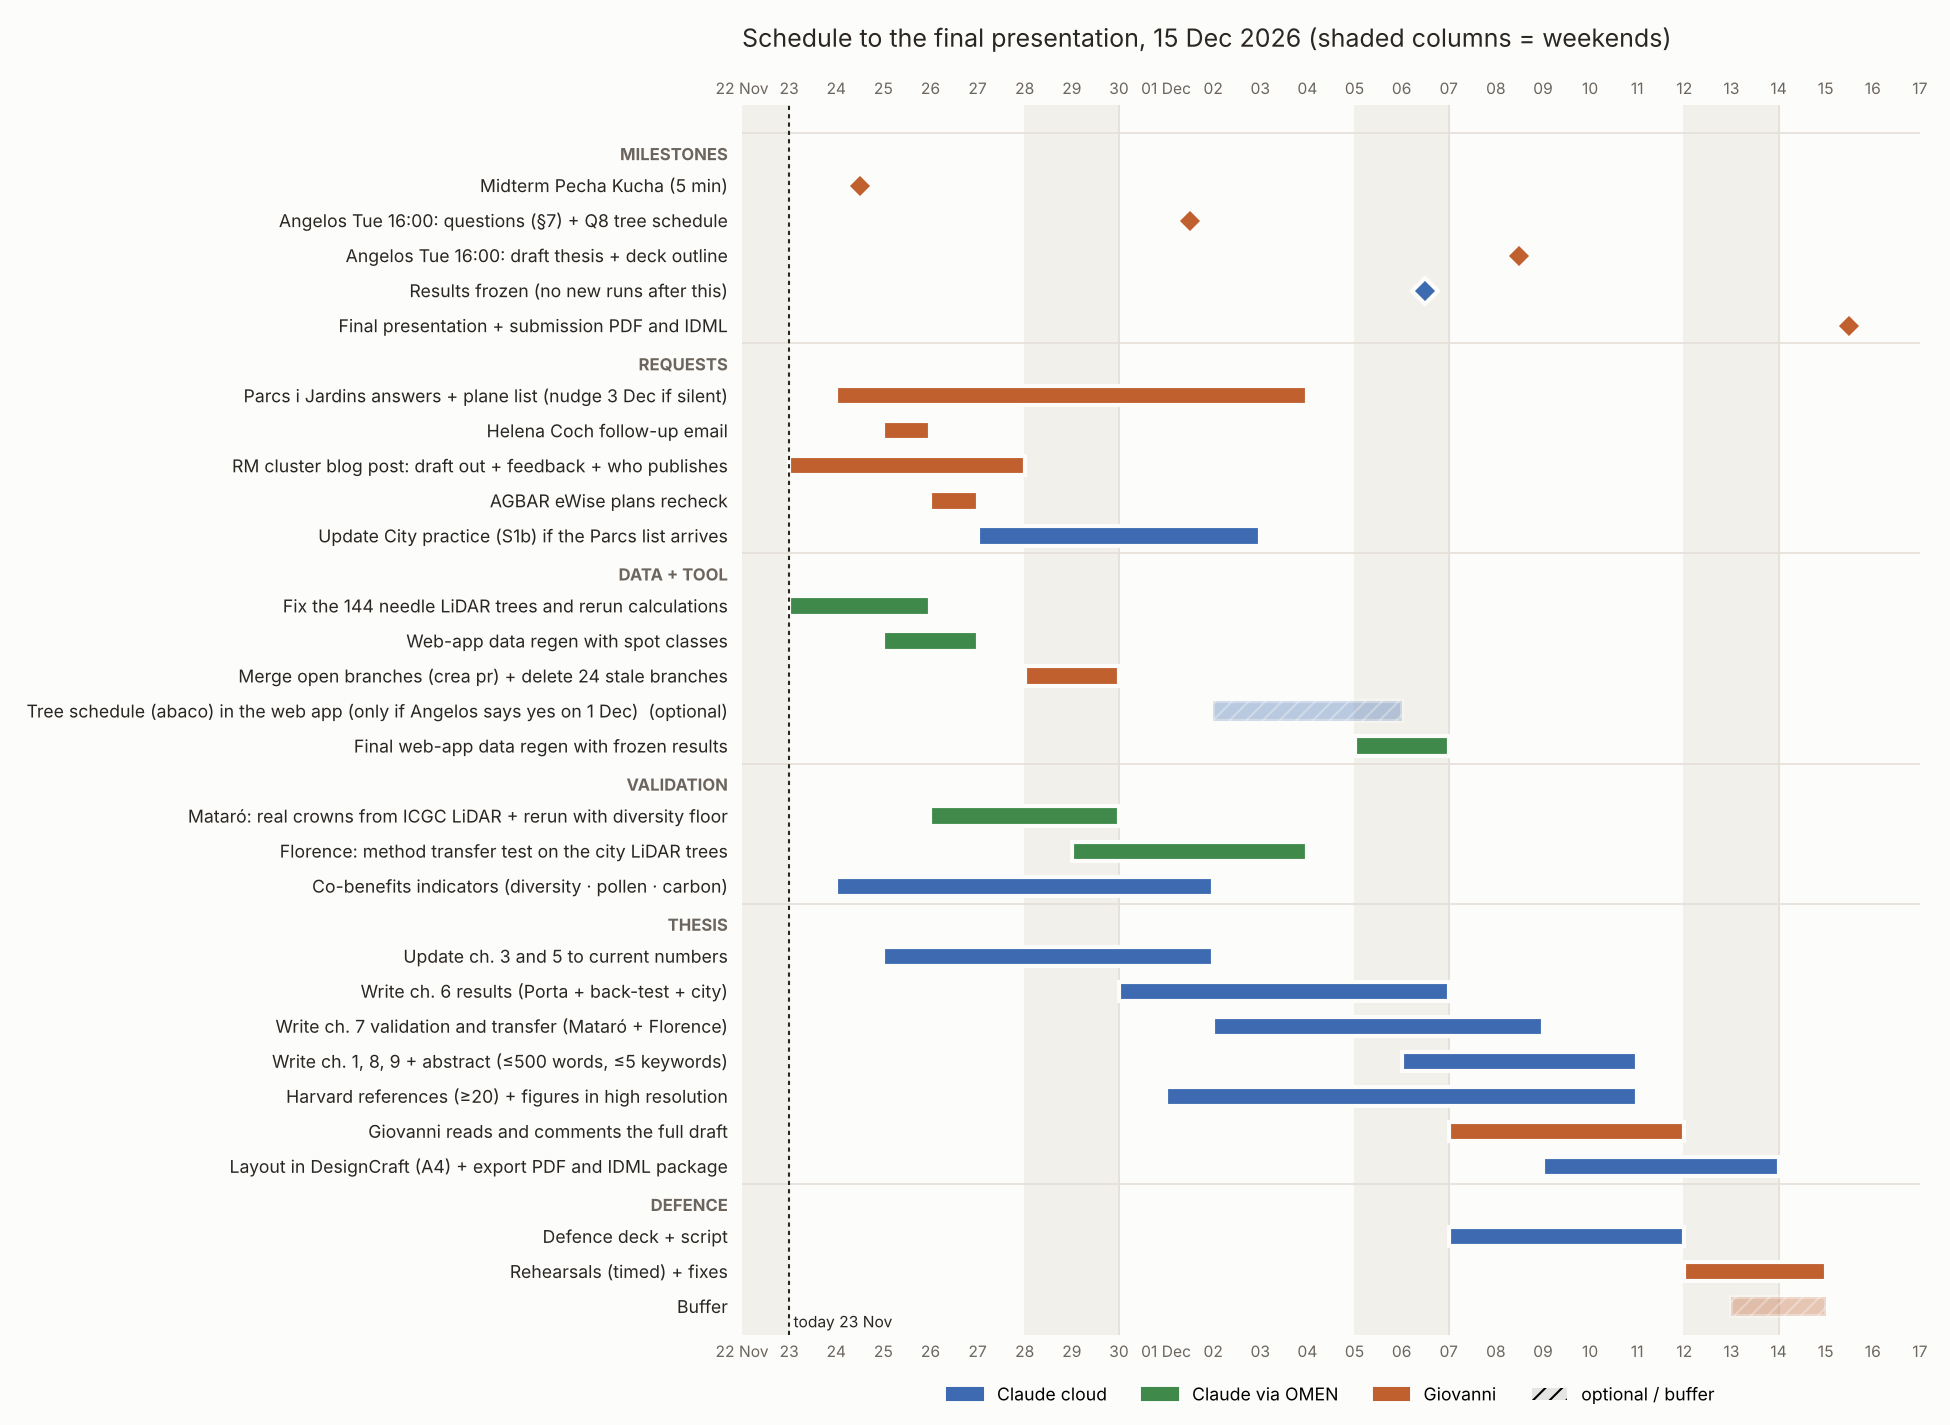 Schedule to the final presentation, 15 Dec 2026 (shaded columns = weekends)
22 Nov 23 24 25 26 27 28 29 30 01 Dec 02 03 04 05 06 07 08 09 10 11 12 13 14 15 16 17
MILESTONES
Midterm Pecha Kucha (5 min)
Angelos Tue 16:00: questions (§7) + Q8 tree schedule
Angelos Tue 16:00: draft thesis + deck outline
Results frozen (no new runs after this)
Final presentation + submission PDF and IDML
REQUESTS
Parcs i Jardins answers + plane list (nudge 3 Dec if silent)
Helena Coch follow-up email
RM cluster blog post: draft out + feedback + who publishes
AGBAR eWise plans recheck
Update City practice (S1b) if the Parcs list arrives
DATA + TOOL
Fix the 144 needle LiDAR trees and rerun calculations
Web-app data regen with spot classes
Merge open branches (crea pr) + delete 24 stale branches
Tree schedule (abaco) in the web app (only if Angelos says yes on 1 Dec)  (optional)
Final web-app data regen with frozen results
VALIDATION
Mataró: real crowns from ICGC LiDAR + rerun with diversity floor
Florence: method transfer test on the city LiDAR trees
Co-benefits indicators (diversity · pollen · carbon)
THESIS
Update ch. 3 and 5 to current numbers
Write ch. 6 results (Porta + back-test + city)
Write ch. 7 validation and transfer (Mataró + Florence)
Write ch. 1, 8, 9 + abstract (≤500 words, ≤5 keywords)
Harvard references (≥20) + figures in high resolution
Giovanni reads and comments the full draft
Layout in DesignCraft (A4) + export PDF and IDML package
DEFENCE
Defence deck + script
Rehearsals (timed) + fixes
Buffer
today 23 Nov
22 Nov 23 24 25 26 27 28 29 30 01 Dec 02 03 04 05 06 07 08 09 10 11 12 13 14 15 16 17
Claude cloud Claude via OMEN Giovanni optional / buffer